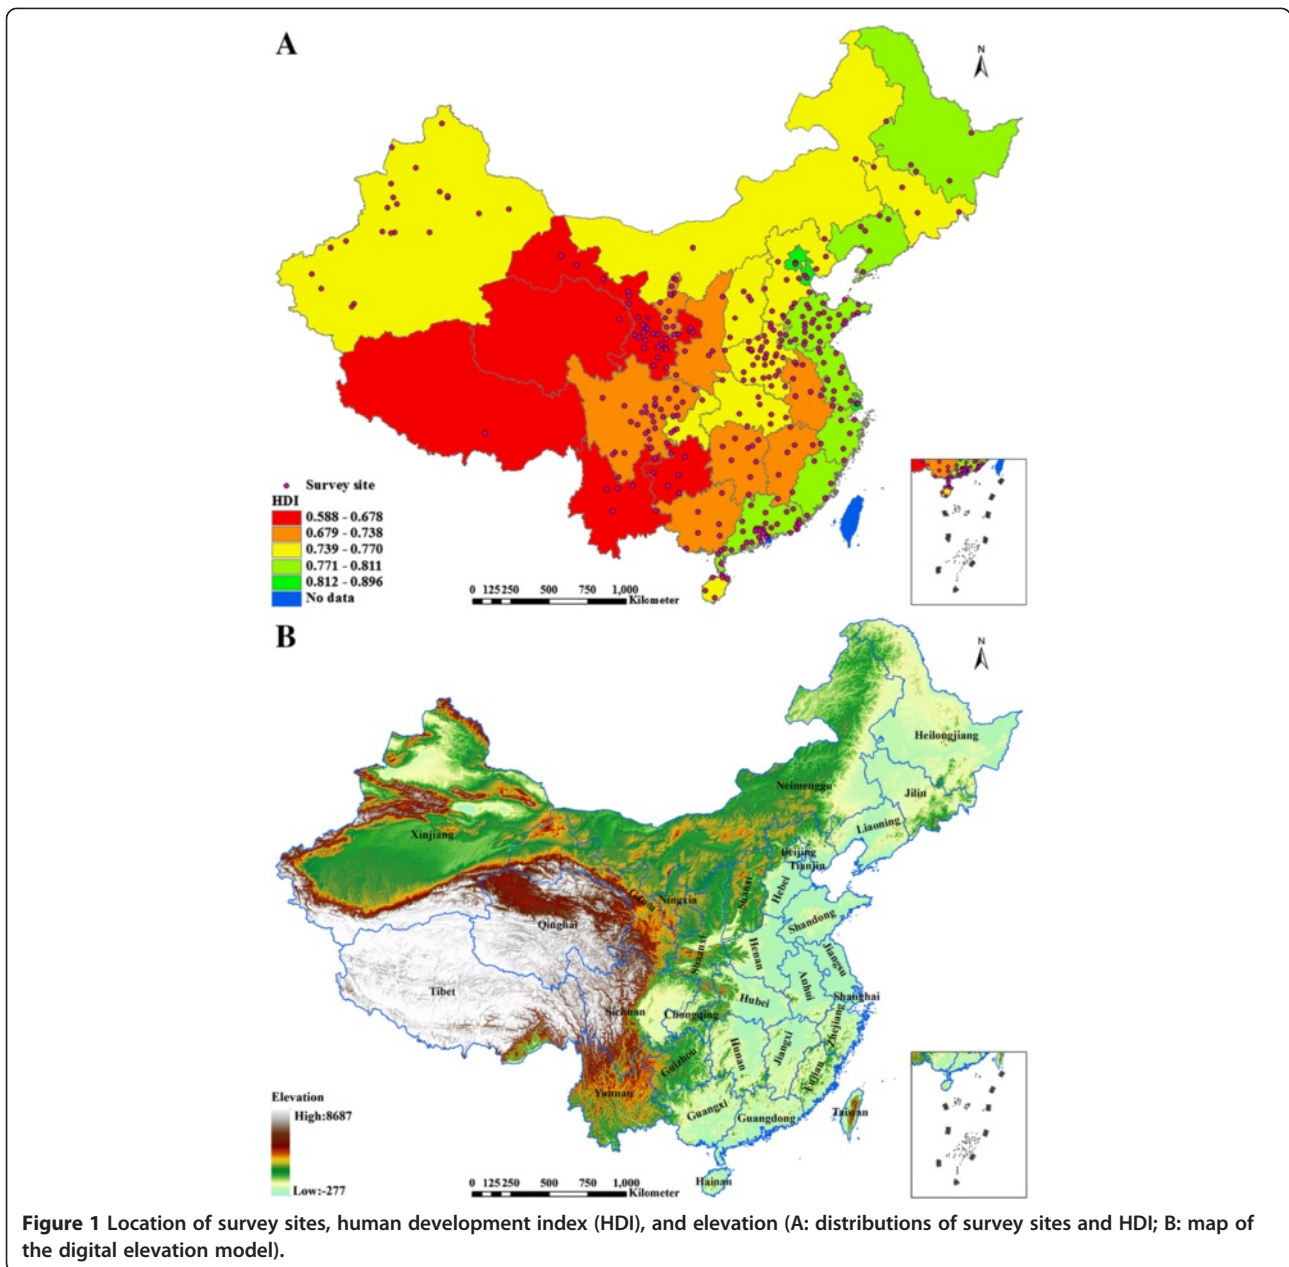 A
N
Survey site
HDI
0.588 - 0.678
0.679 - 0.738
0.739 - 0.770
0.771 - 0.811
0.812 - 0.896
No data
0 125 250 500 750 1,000
Kilometer
B
N
Heilongjiang
Neimenggu
Jilin
Liaoning
Xinjiang
Beijing
Tianjin
Hebei
Shanxi
Gansu
Ningxia
Shandong
Qinghai
Shaanxi
Henan
Jiangsu
Anhui
Tibet
Shanghai
Hubei
Sichuan
Chongqing
Zhejiang
Hunan
Jiangxi
Guizhou
Fujian
Yunnan
Guangxi
Guangdong
Taiwan
Hainan
Elevation
High:8687
Low:-277
0 125 250 500 750 1,000
Kilometer
Figure 1 Location of survey sites, human development index (HDI), and elevation (A: distributions of survey sites and HDI; B: map of
the digital elevation model).